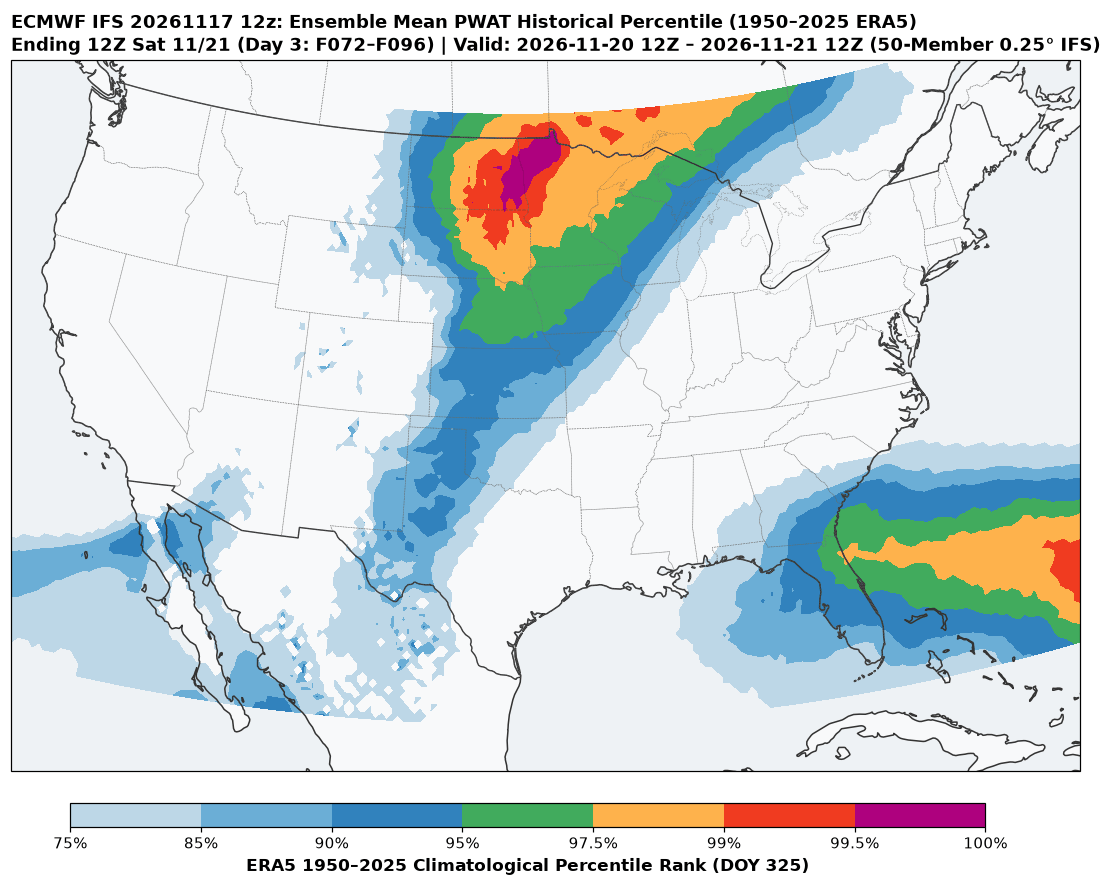 ECMWF IFS 20261117 12z: Ensemble Mean PWAT Historical Percentile (1950–2025 ERA5)
Ending 12Z Sat 11/21 (Day 3: F072–F096) | Valid: 2026-11-20 12Z – 2026-11-21 12Z (50-Member 0.25° IFS)
75% 85% 90% 95% 97.5% 99% 99.5% 100%
ERA5 1950–2025 Climatological Percentile Rank (DOY 325)